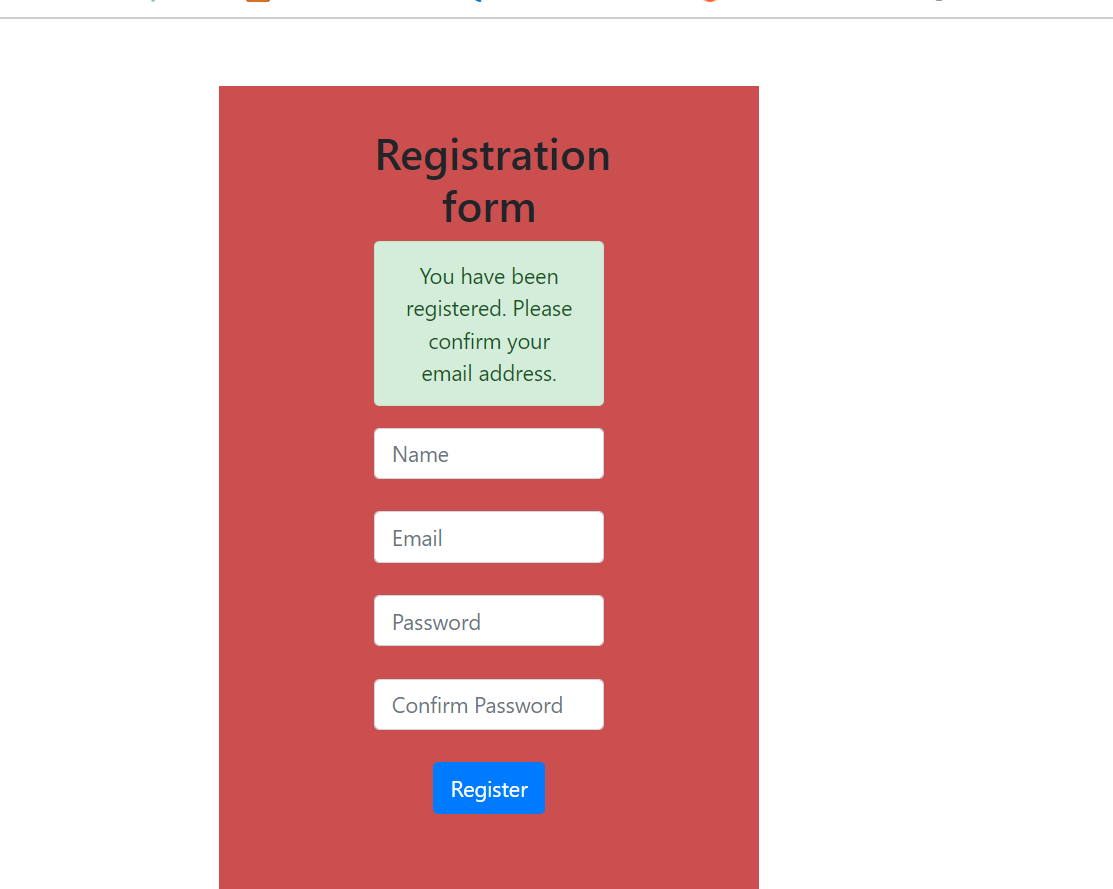 Registration
form
You have been
registered. Please
confirm your
email address.
Name
Email
Password
Confirm Password
Register